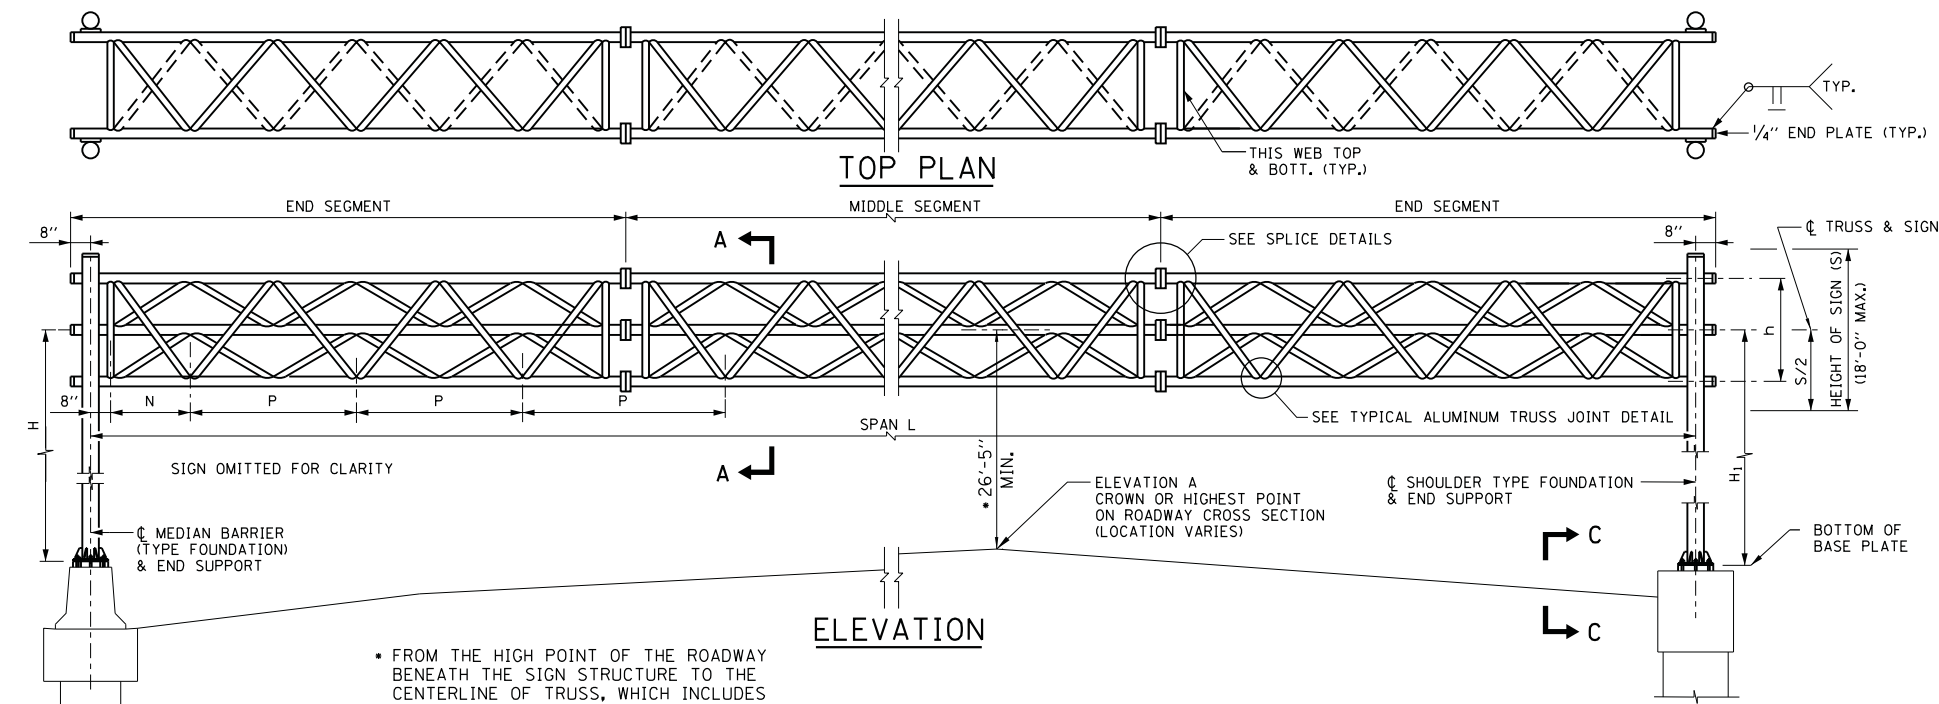 TYP.
1/4" END PLATE (TYP.)
THIS WEB TOP
& BOTT. (TYP.)
TOP PLAN
END SEGMENT
MIDDLE SEGMENT
END SEGMENT
8"
A
SEE SPLICE DETAILS
8"
℄ TRUSS & SIGN
HEIGHT OF SIGN (S)
(18'-0" MAX.)
h
S/2
8"
N
P
P
P
SEE TYPICAL ALUMINUM TRUSS JOINT DETAIL
SPAN L
H
SIGN OMITTED FOR CLARITY
A
* 26'-5"
MIN.
ELEVATION A
CROWN OR HIGHEST POINT
ON ROADWAY CROSS SECTION
(LOCATION VARIES)
℄ SHOULDER TYPE FOUNDATION
& END SUPPORT
H1
℄ MEDIAN BARRIER
(TYPE FOUNDATION)
& END SUPPORT
C
BOTTOM OF
BASE PLATE
C
ELEVATION
* FROM THE HIGH POINT OF THE ROADWAY
BENEATH THE SIGN STRUCTURE TO THE
CENTERLINE OF TRUSS, WHICH INCLUDES